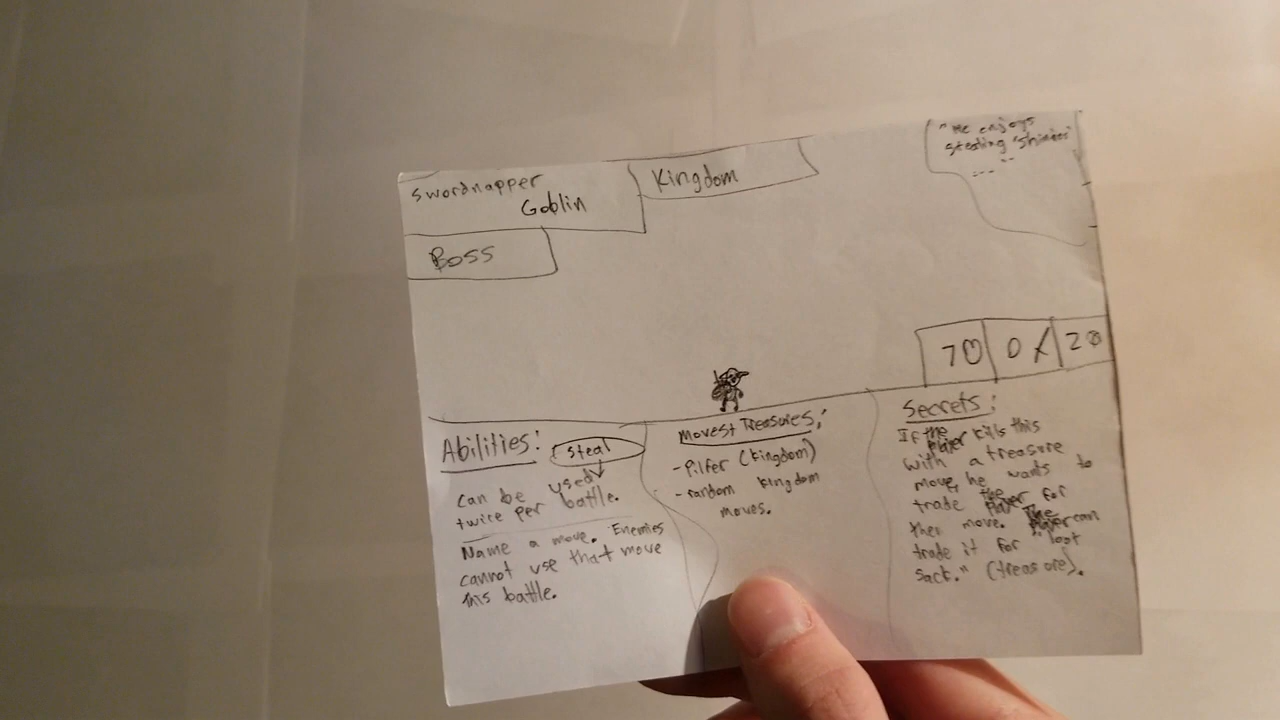 Swordnapper
Goblin
Kingdom
"He enjoys
stealing 'shinies'
Boss
70
0
20
Abilities:
Steal
can be used
twice per battle.
Name a move. Enemies
cannot use that move
this battle.
Movest Treasures:
-Pilfer (kingdom)
-random kingdom
moves.
Secrets:
If the player kills this
with a treasure
move, he wants to
trade the player for
ther move. The player can
trade it for "loot
sack." (treasure).